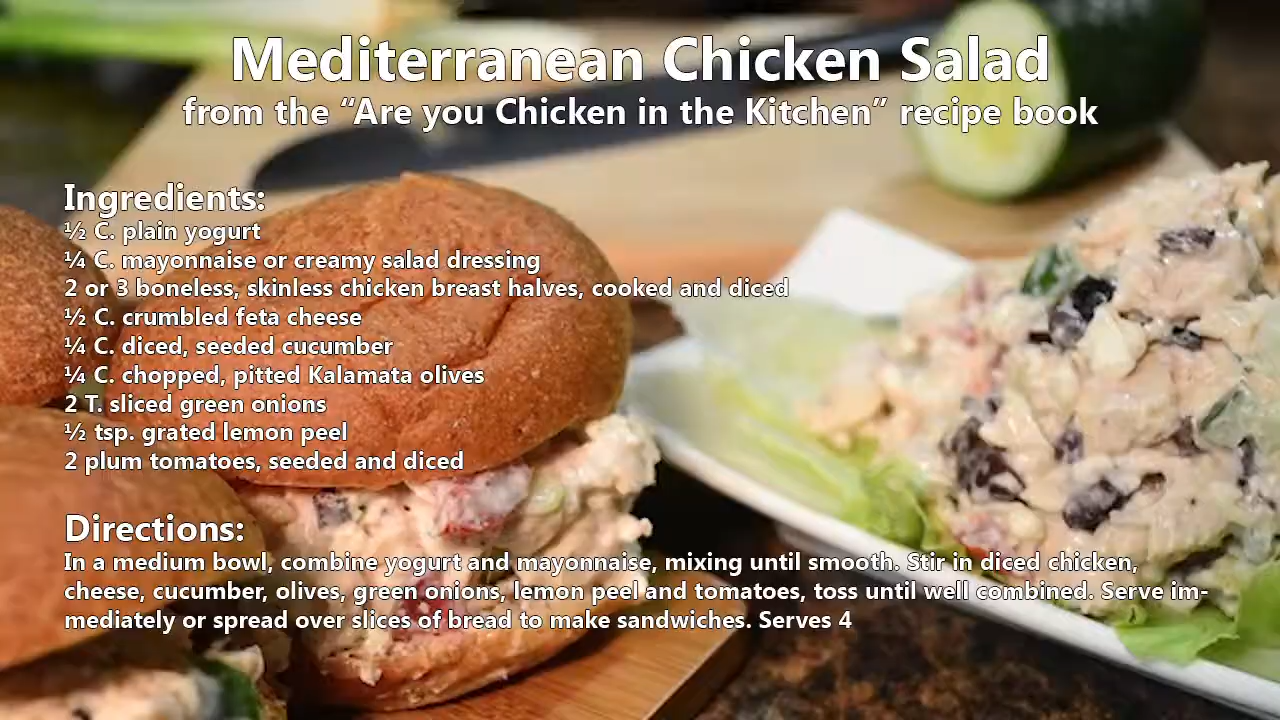 Mediterranean Chicken Salad
from the “Are you Chicken in the Kitchen” recipe book
Ingredients:
½ C. plain yogurt
¼ C. mayonnaise or creamy salad dressing
2 or 3 boneless, skinless chicken breast halves, cooked and diced
½ C. crumbled feta cheese
¼ C. diced, seeded cucumber
¼ C. chopped, pitted Kalamata olives
2 T. sliced green onions
½ tsp. grated lemon peel
2 plum tomatoes, seeded and diced
Directions:
In a medium bowl, combine yogurt and mayonnaise, mixing until smooth. Stir in diced chicken,
cheese, cucumber, olives, green onions, lemon peel and tomatoes, toss until well combined. Serve im-
mediately or spread over slices of bread to make sandwiches. Serves 4